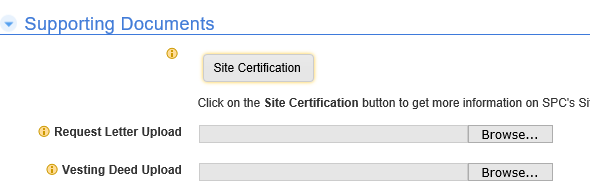 Supporting Documents
Site Certification
Click on the Site Certification button to get more information on SPC's
Request Letter Upload Browse...
Vesting Deed Upload Browse...